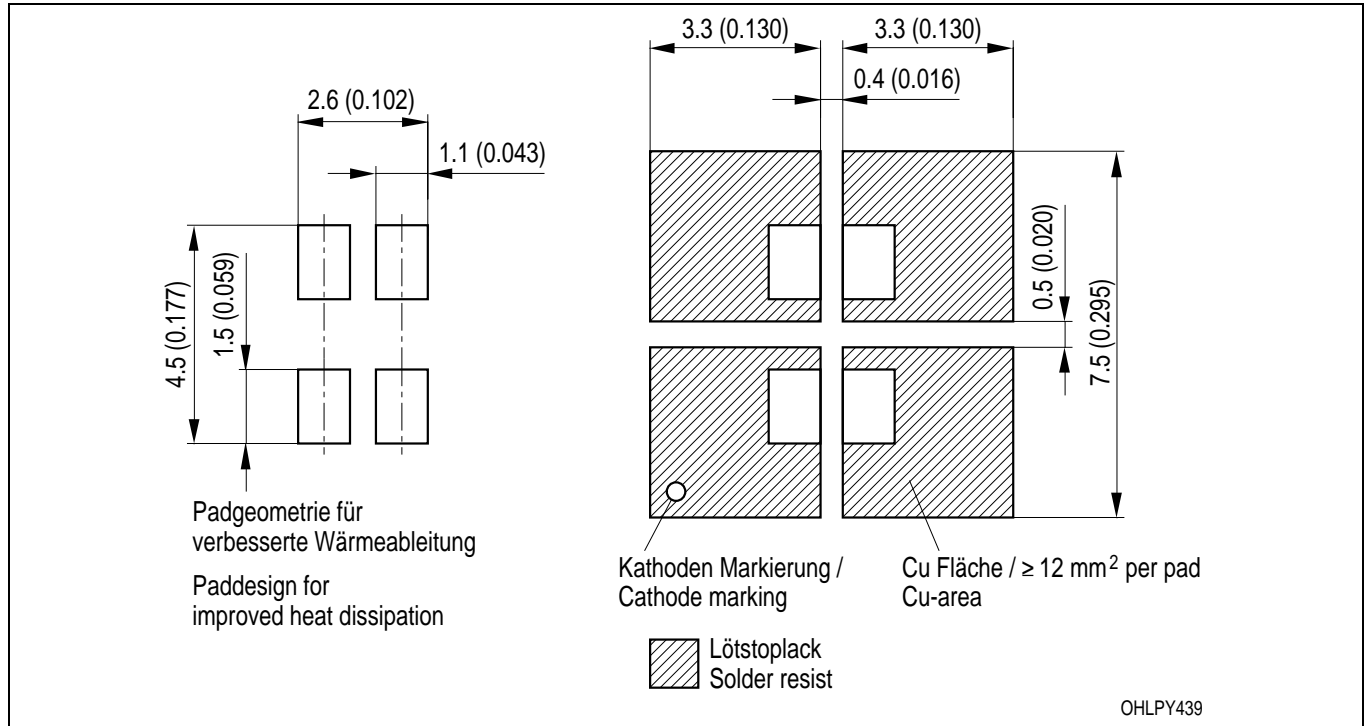 3.3 (0.130)
3.3 (0.130)
0.4 (0.016)
2.6 (0.102)
1.1 (0.043)
4.5 (0.177)
1.5 (0.059)
0.5 (0.020)
7.5 (0.295)
Padgeometrie für
verbesserte Wärmeableitung
Paddesign for
improved heat dissipation
Kathoden Markierung /
Cathode marking
Cu Fläche / ≥ 12 mm² per pad
Cu-area
Lötstoplack
Solder resist
OHLPY439